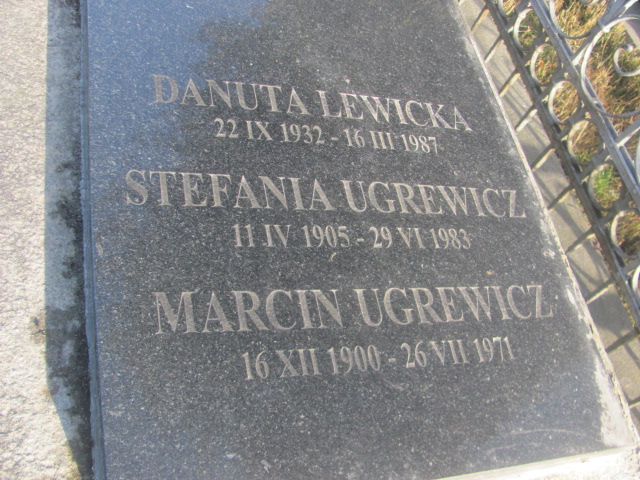 DANUTA LEWICKA
22 IX 1932 - 16 III 1987
STEFANIA UGREWICZ
11 IV 1905 - 29 VI 1983
MARCIN UGREWICZ
16 XII 1900 - 26 VII 1971